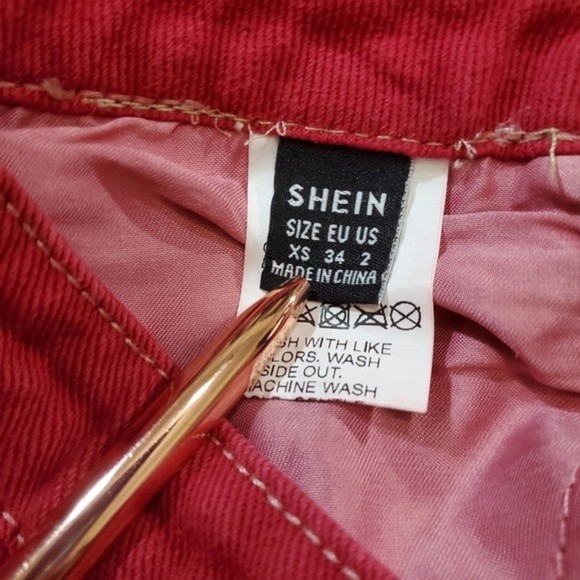 SHEIN
SIZE EU US
XS 34 2
MADE IN CHINA
WITH LIKE
WASH
OUT.
WASH